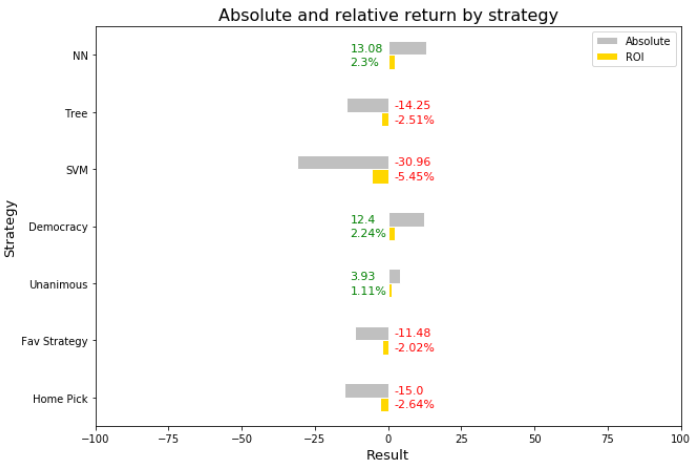 Absolute and relative return by strategy
Absolute
ROI
NN
13.08
2.3%
Tree
-14.25
-2.51%
SVM
-30.96
-5.45%
Democracy
12.4
2.24%
Unanimous
3.93
1.11%
Fav Strategy
-11.48
-2.02%
Home Pick
-15.0
-2.64%
Strategy
−100 −75 −50 −25 0 25 50 75 100
Result